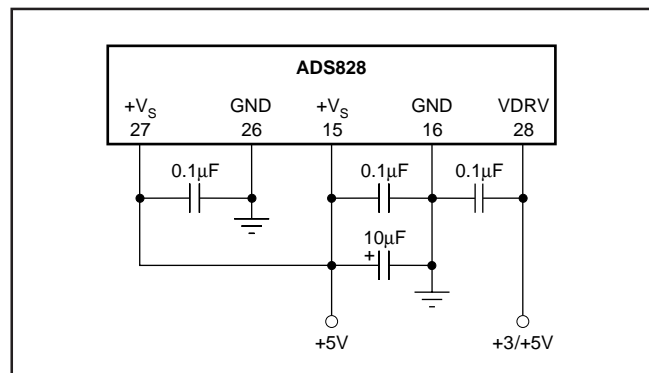 ADS828
+VS GND +VS GND VDRV
27 26 15 16 28
0.1µF 0.1µF 0.1µF
10µF
+
+5V +3/+5V